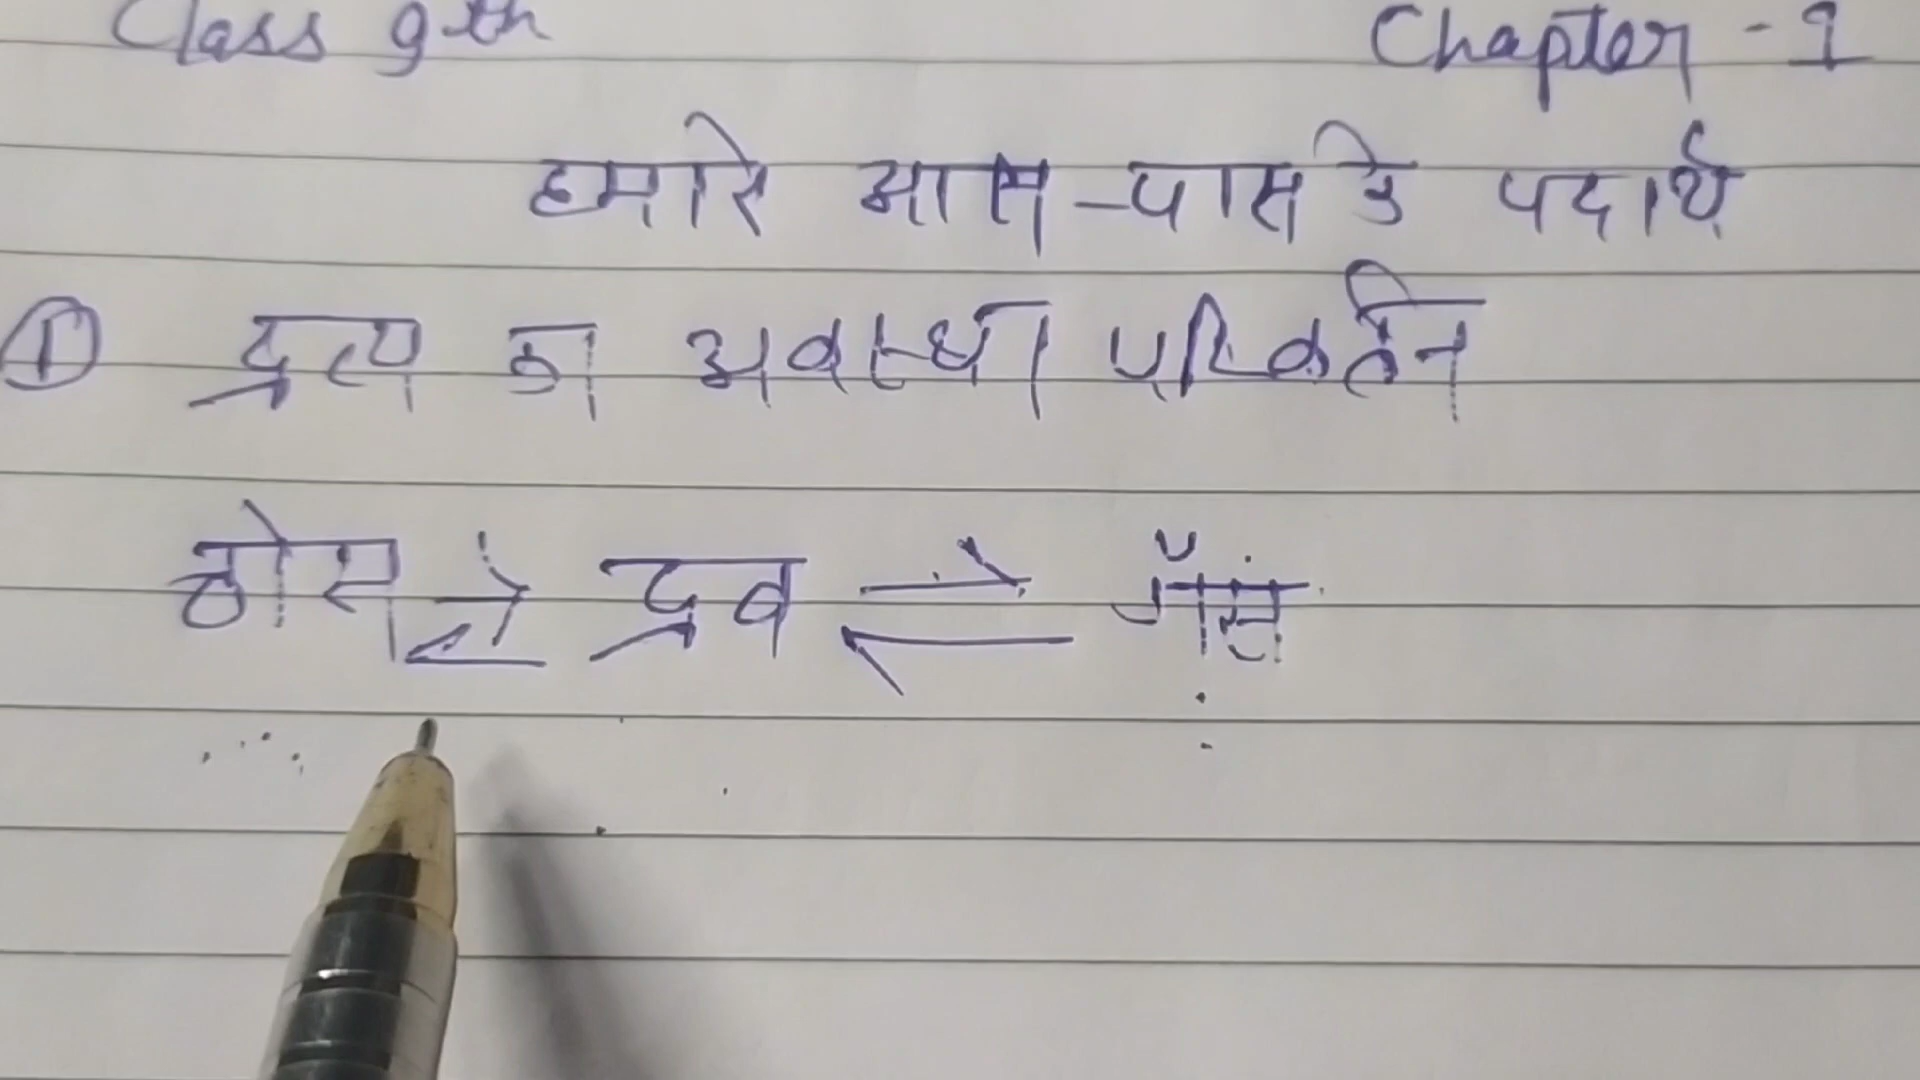 Class 9th Chapter - 1
हमारे आस-पास के पदार्थ
① द्रव्य का अवस्था परिवर्तन
ठोस ⇌ द्रव ⇌ गैस